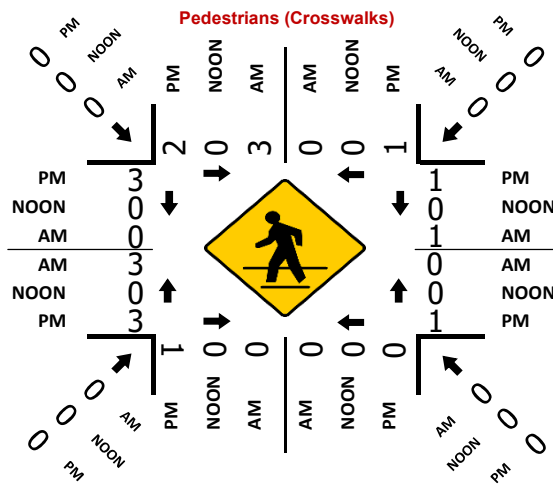 Pedestrians (Crosswalks)
0 PM
0 NOON
0 AM
PM NOON AM AM NOON PM
PM 0
NOON 0
AM 0
2 0 3 0 0 1
PM 3 1 PM
NOON 0 0 NOON
AM 0 1 AM
AM 3 0 AM
NOON 0 0 NOON
PM 3 1 PM
1 0 0 0 0 0
PM NOON AM AM NOON PM
0 AM
0 NOON
0 PM
AM 0
NOON 0
PM 0